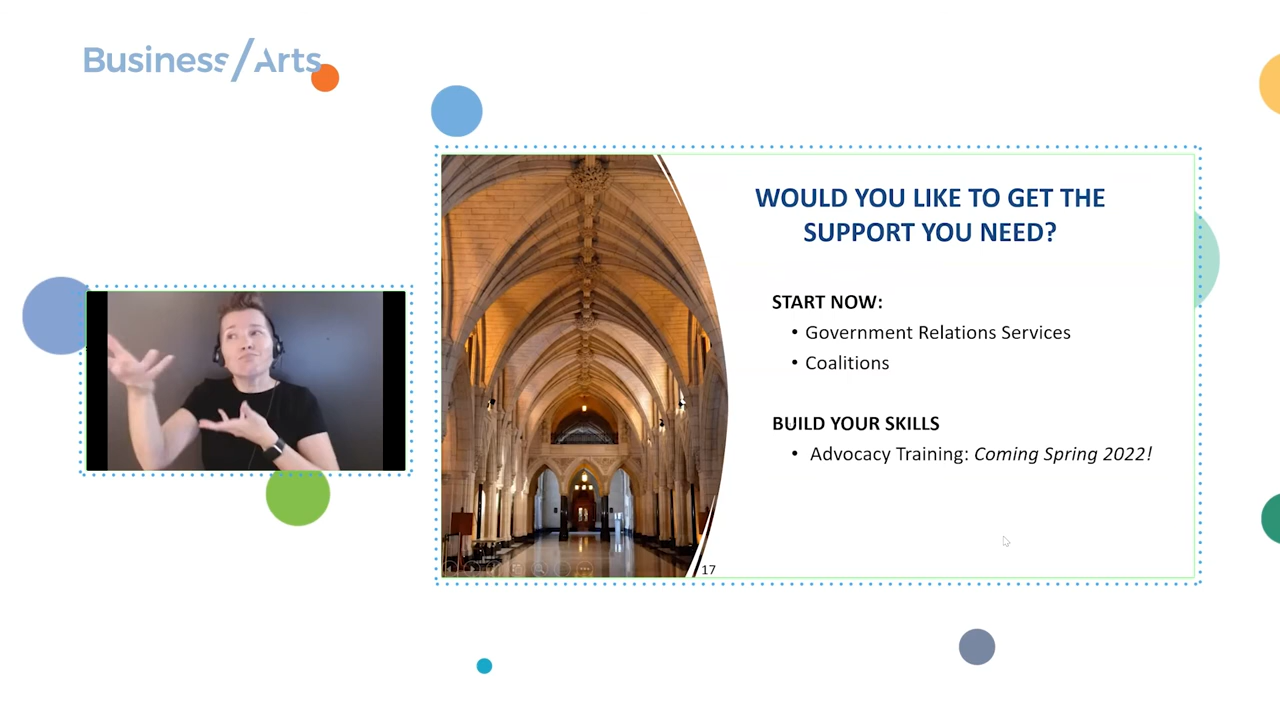 Business/Arts
WOULD YOU LIKE TO GET THE
SUPPORT YOU NEED?
START NOW:
• Government Relations Services
• Coalitions
BUILD YOUR SKILLS
• Advocacy Training: Coming Spring 2022!
17